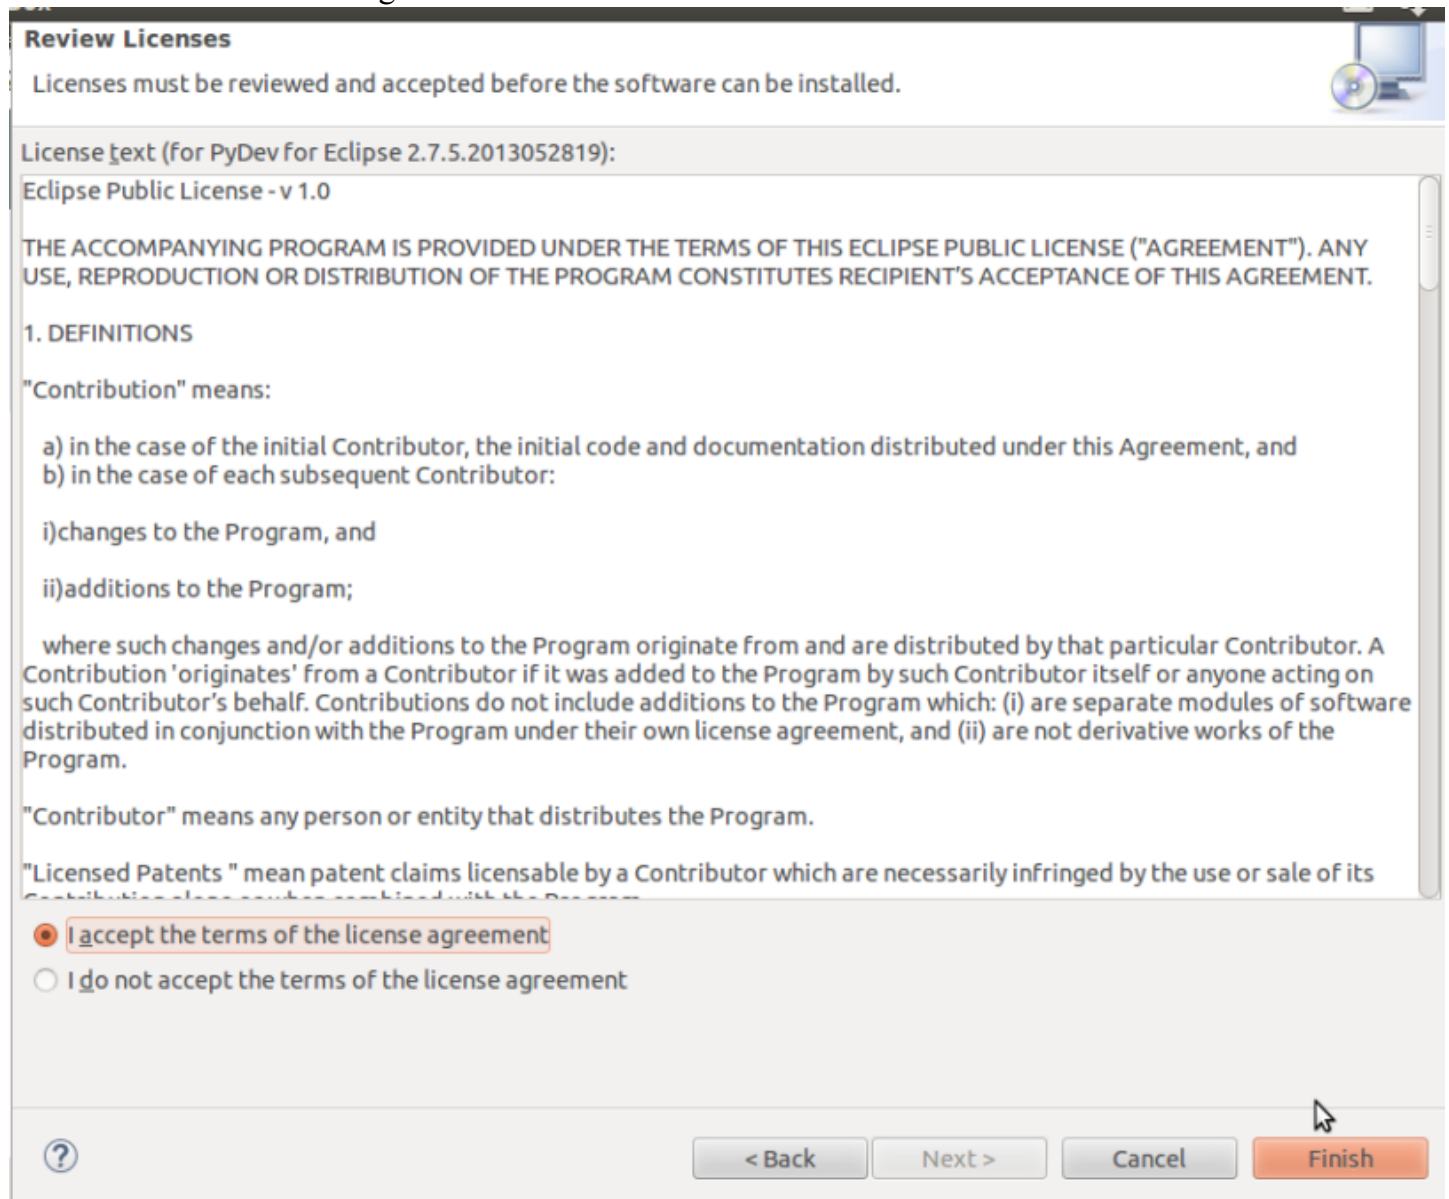 Review Licenses
Licenses must be reviewed and accepted before the software can be installed.
License text (for PyDev for Eclipse 2.7.5.2013052819):
Eclipse Public License - v 1.0
THE ACCOMPANYING PROGRAM IS PROVIDED UNDER THE TERMS OF THIS ECLIPSE PUBLIC LICENSE ("AGREEMENT"). ANY
USE, REPRODUCTION OR DISTRIBUTION OF THE PROGRAM CONSTITUTES RECIPIENT'S ACCEPTANCE OF THIS AGREEMENT.
1. DEFINITIONS
"Contribution" means:
a) in the case of the initial Contributor, the initial code and documentation distributed under this Agreement, and
b) in the case of each subsequent Contributor:
i)changes to the Program, and
ii)additions to the Program;
where such changes and/or additions to the Program originate from and are distributed by that particular Contributor. A
Contribution 'originates' from a Contributor if it was added to the Program by such Contributor itself or anyone acting on
such Contributor's behalf. Contributions do not include additions to the Program which: (i) are separate modules of software
distributed in conjunction with the Program under their own license agreement, and (ii) are not derivative works of the
Program.
"Contributor" means any person or entity that distributes the Program.
"Licensed Patents " mean patent claims licensable by a Contributor which are necessarily infringed by the use or sale of its
I accept the terms of the license agreement
I do not accept the terms of the license agreement
< Back
Next >
Cancel
Finish